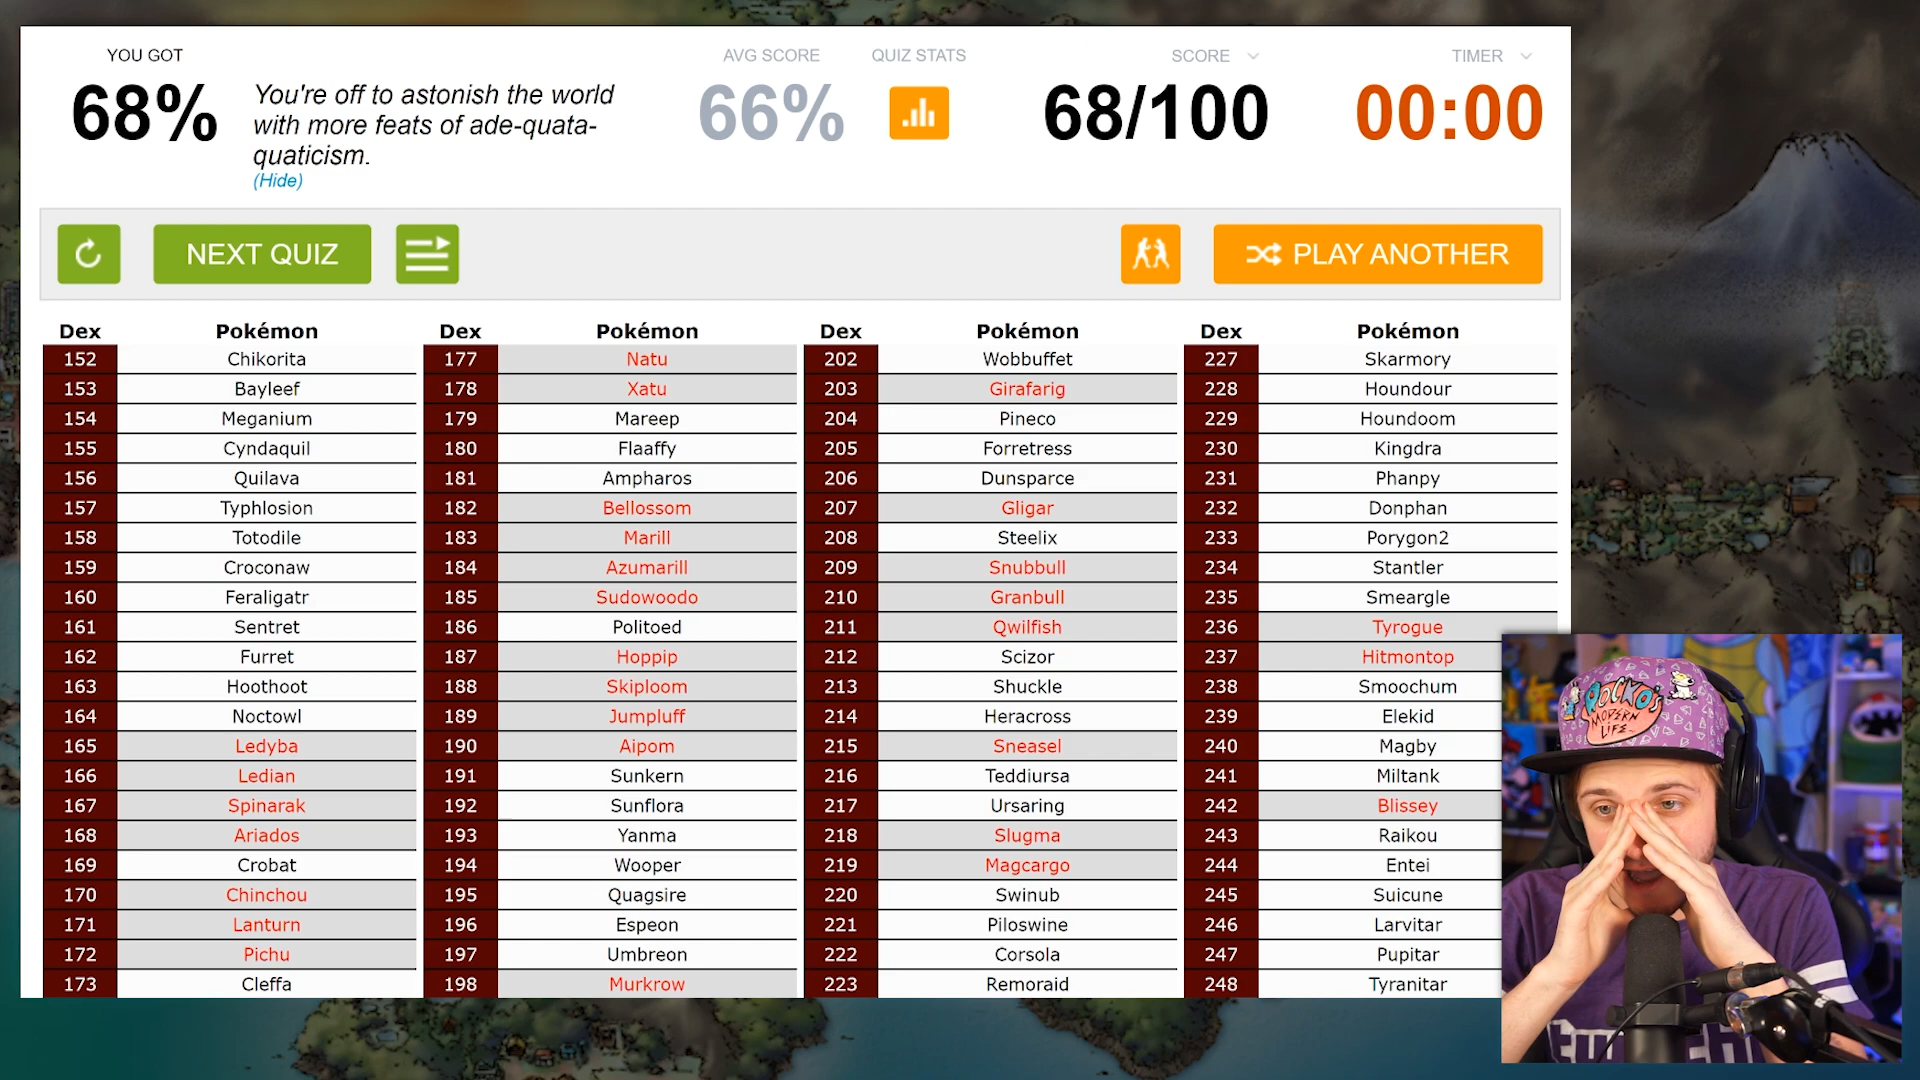 YOU GOT
68%
You're off to astonish the world
with more feats of ade-quata-
quaticism.
(Hide)
AVG SCORE
66%
QUIZ STATS
SCORE
68/100
TIMER
00:00
NEXT QUIZ
PLAY ANOTHER
Dex Pokémon Dex Pokémon Dex Pokémon Dex Pokémon
152 Chikorita 177 Natu 202 Wobbuffet 227 Skarmory
153 Bayleef 178 Xatu 203 Girafarig 228 Houndour
154 Meganium 179 Mareep 204 Pineco 229 Houndoom
155 Cyndaquil 180 Flaaffy 205 Forretress 230 Kingdra
156 Quilava 181 Ampharos 206 Dunsparce 231 Phanpy
157 Typhlosion 182 Bellossom 207 Gligar 232 Donphan
158 Totodile 183 Marill 208 Steelix 233 Porygon2
159 Croconaw 184 Azumarill 209 Snubbull 234 Stantler
160 Feraligatr 185 Sudowoodo 210 Granbull 235 Smeargle
161 Sentret 186 Politoed 211 Qwilfish 236 Tyrogue
162 Furret 187 Hoppip 212 Scizor 237 Hitmontop
163 Hoothoot 188 Skiploom 213 Shuckle 238 Smoochum
164 Noctowl 189 Jumpluff 214 Heracross 239 Elekid
165 Ledyba 190 Aipom 215 Sneasel 240 Magby
166 Ledian 191 Sunkern 216 Teddiursa 241 Miltank
167 Spinarak 192 Sunflora 217 Ursaring 242 Blissey
168 Ariados 193 Yanma 218 Slugma 243 Raikou
169 Crobat 194 Wooper 219 Magcargo 244 Entei
170 Chinchou 195 Quagsire 220 Swinub 245 Suicune
171 Lanturn 196 Espeon 221 Piloswine 246 Larvitar
172 Pichu 197 Umbreon 222 Corsola 247 Pupitar
173 Cleffa 198 Murkrow 223 Remoraid 248 Tyranitar
ROCKO'S
MODERN
LIFE